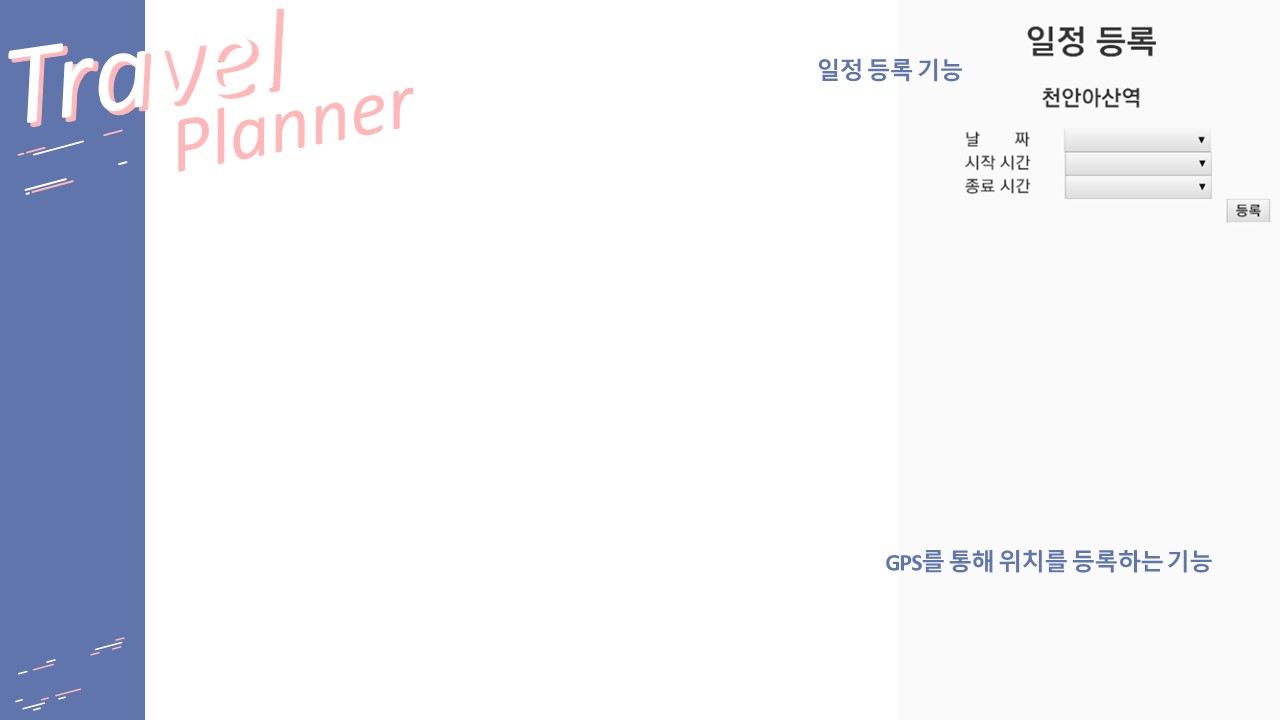 Travel
Planner
일정 등록
일정 등록 기능
천안아산역
날 짜
시작 시간
종료 시간
등록
GPS를 통해 위치를 등록하는 기능